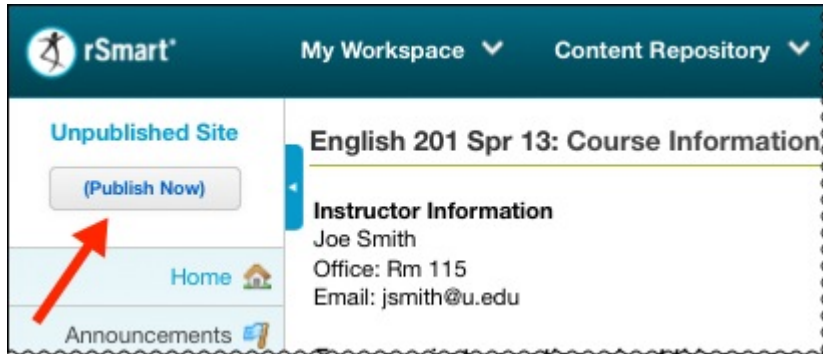 rSmart
My Workspace
Content Repository
Unpublished Site
(Publish Now)
Home
Announcements
English 201 Spr 13: Course Information
Instructor Information
Joe Smith
Office: Rm 115
Email: jsmith@u.edu